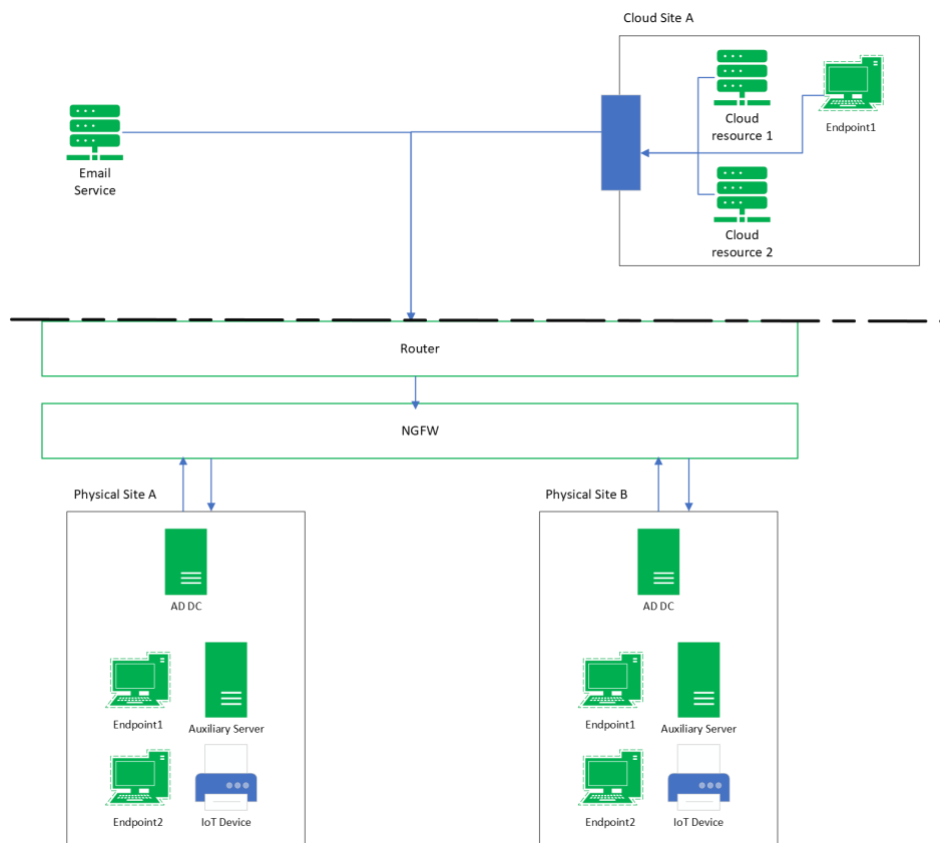 Cloud Site A
Cloud
resource 1
Endpoint1
Email
Service
Cloud
resource 2
Router
NGFW
Physical Site A
Physical Site B
AD DC
AD DC
Endpoint1
Auxiliary Server
Endpoint1
Auxiliary Server
Endpoint2
IoT Device
Endpoint2
IoT Device